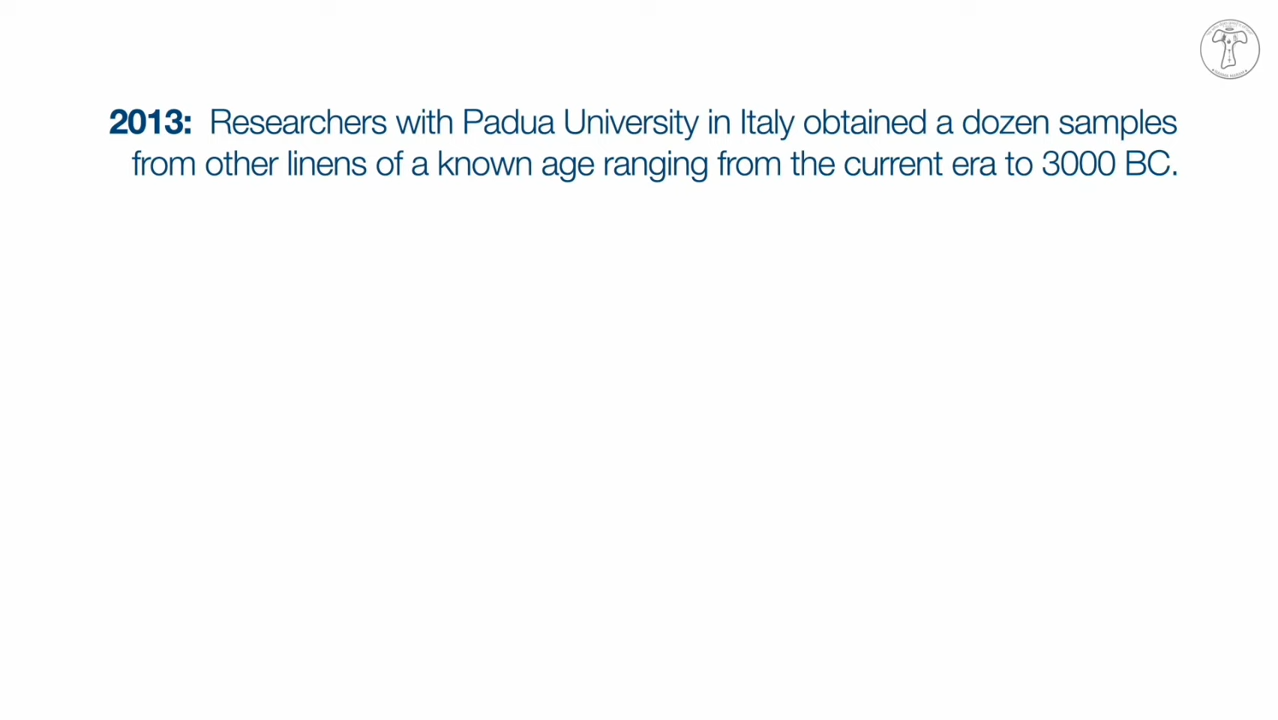 2013: Researchers with Padua University in Italy obtained a dozen samples
from other linens of a known age ranging from the current era to 3000 BC.